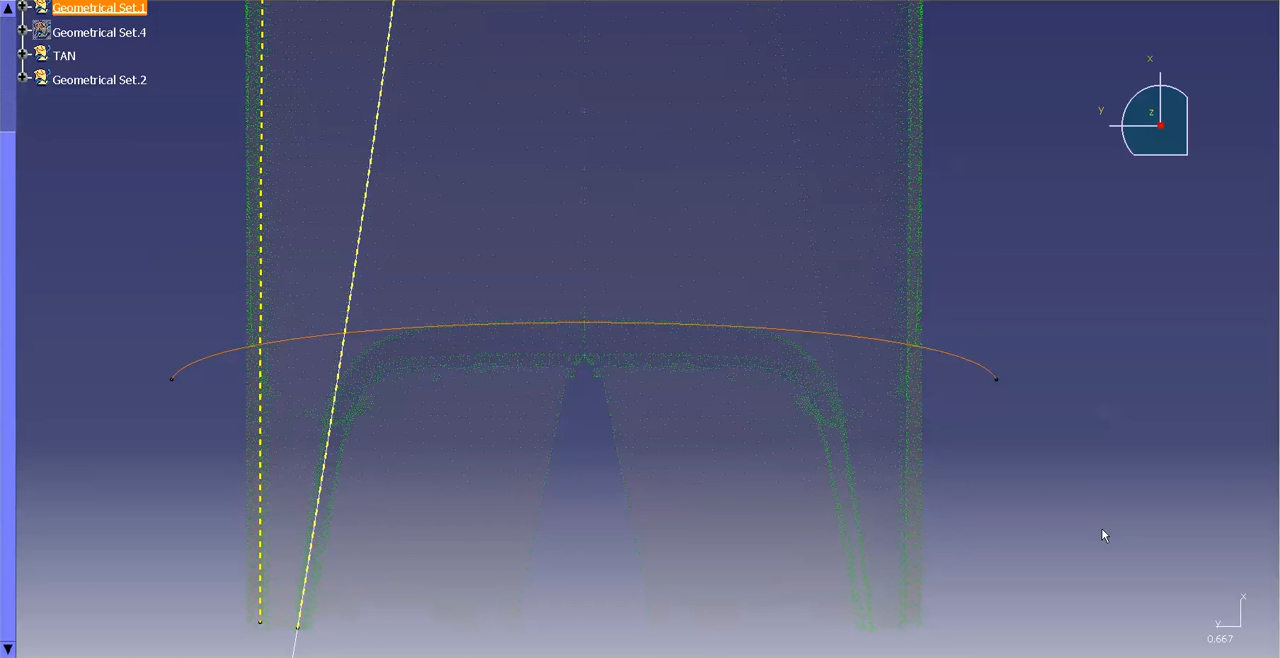 Geometrical Set.1
Geometrical Set.4
TAN
Geometrical Set.2
x
y
z
x
y
0.667